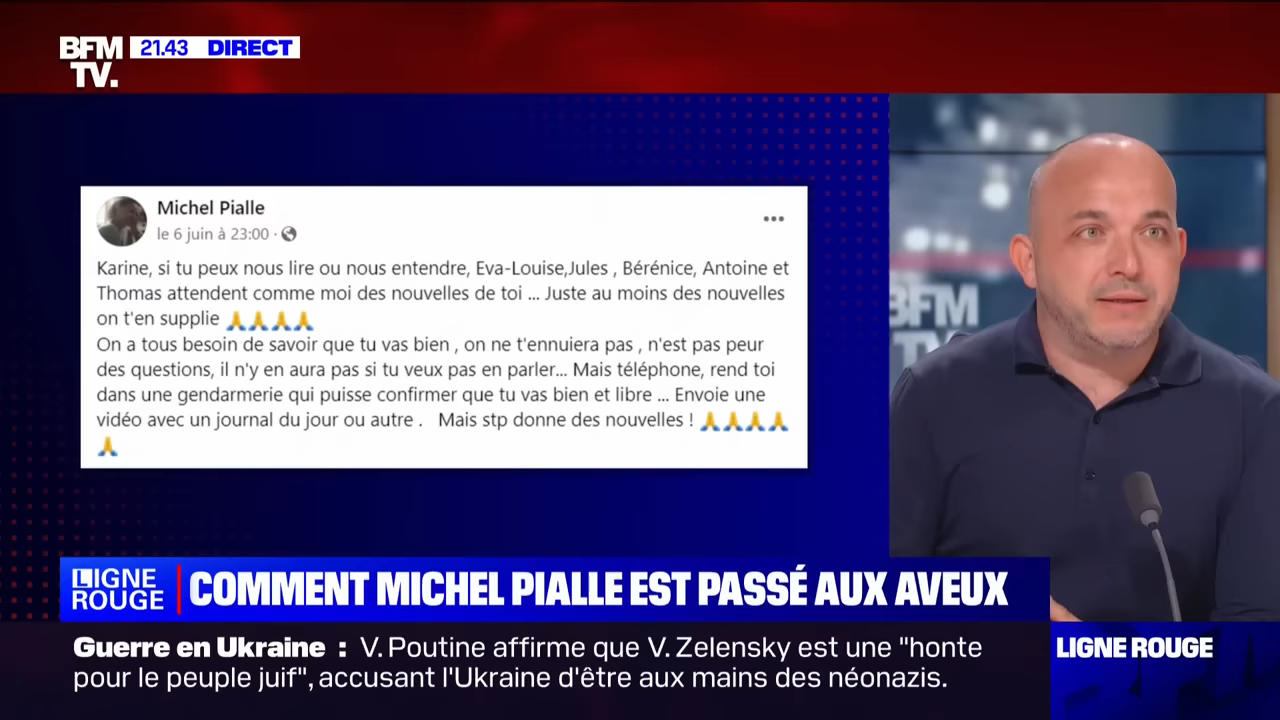 BFM
TV.
21.43 DIRECT
Michel Pialle
le 6 juin à 23:00 ·
Karine, si tu peux nous lire ou nous entendre, Eva-Louise,Jules , Bérénice, Antoine et
Thomas attendent comme moi des nouvelles de toi ... Juste au moins des nouvelles
on t'en supplie 🙏🙏🙏🙏
On a tous besoin de savoir que tu vas bien , on ne t'ennuiera pas , n'est pas peur
des questions, il n'y en aura pas si tu veux pas en parler... Mais téléphone, rend toi
dans une gendarmerie qui puisse confirmer que tu vas bien et libre ... Envoie une
vidéo avec un journal du jour ou autre .   Mais stp donne des nouvelles ! 🙏🙏🙏🙏
🙏
BFM
TV.
LIGNE
ROUGE
COMMENT MICHEL PIALLE EST PASSÉ AUX AVEUX
Guerre en Ukraine : V. Poutine affirme que V. Zelensky est une "honte
pour le peuple juif", accusant l'Ukraine d'être aux mains des néonazis.
LIGNE ROUGE